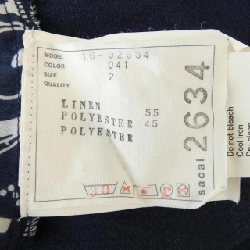 MODEL 16-02634
COLOR 041
SIZE 2
QUALITY
LINEN 55
POLYESTER 45
POLYESTER
sacai 2634
Do not bleach
Cool iron